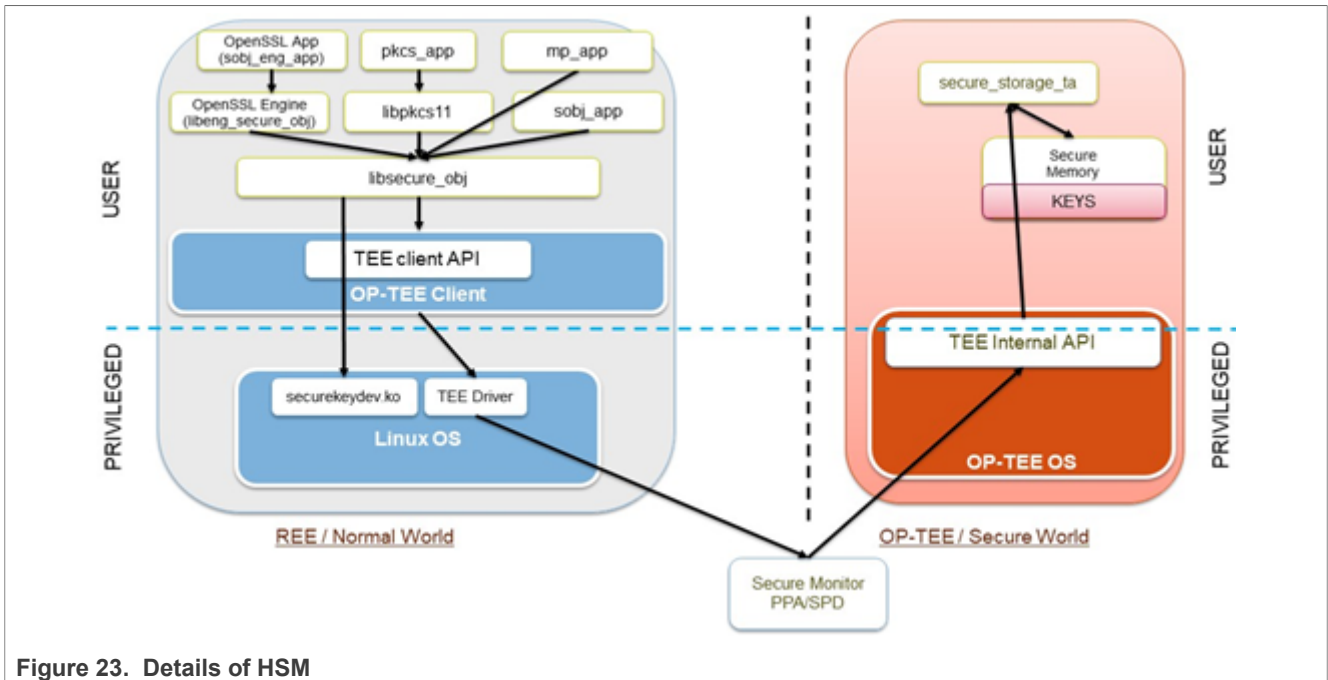 OpenSSL App
(sobj_eng_app)
pkcs_app
mp_app
OpenSSL Engine
(libeng_secure_obj)
libpkcs11
sobj_app
libsecure_obj
USER
TEE client API
OP-TEE Client
PRIVILEGED
securekeydev.ko
TEE Driver
Linux OS
REE / Normal World
secure_storage_ta
Secure
Memory
KEYS
USER
TEE Internal API
OP-TEE OS
PRIVILEGED
OP-TEE / Secure World
Secure Monitor
PPA/SPD
Figure 23. Details of HSM